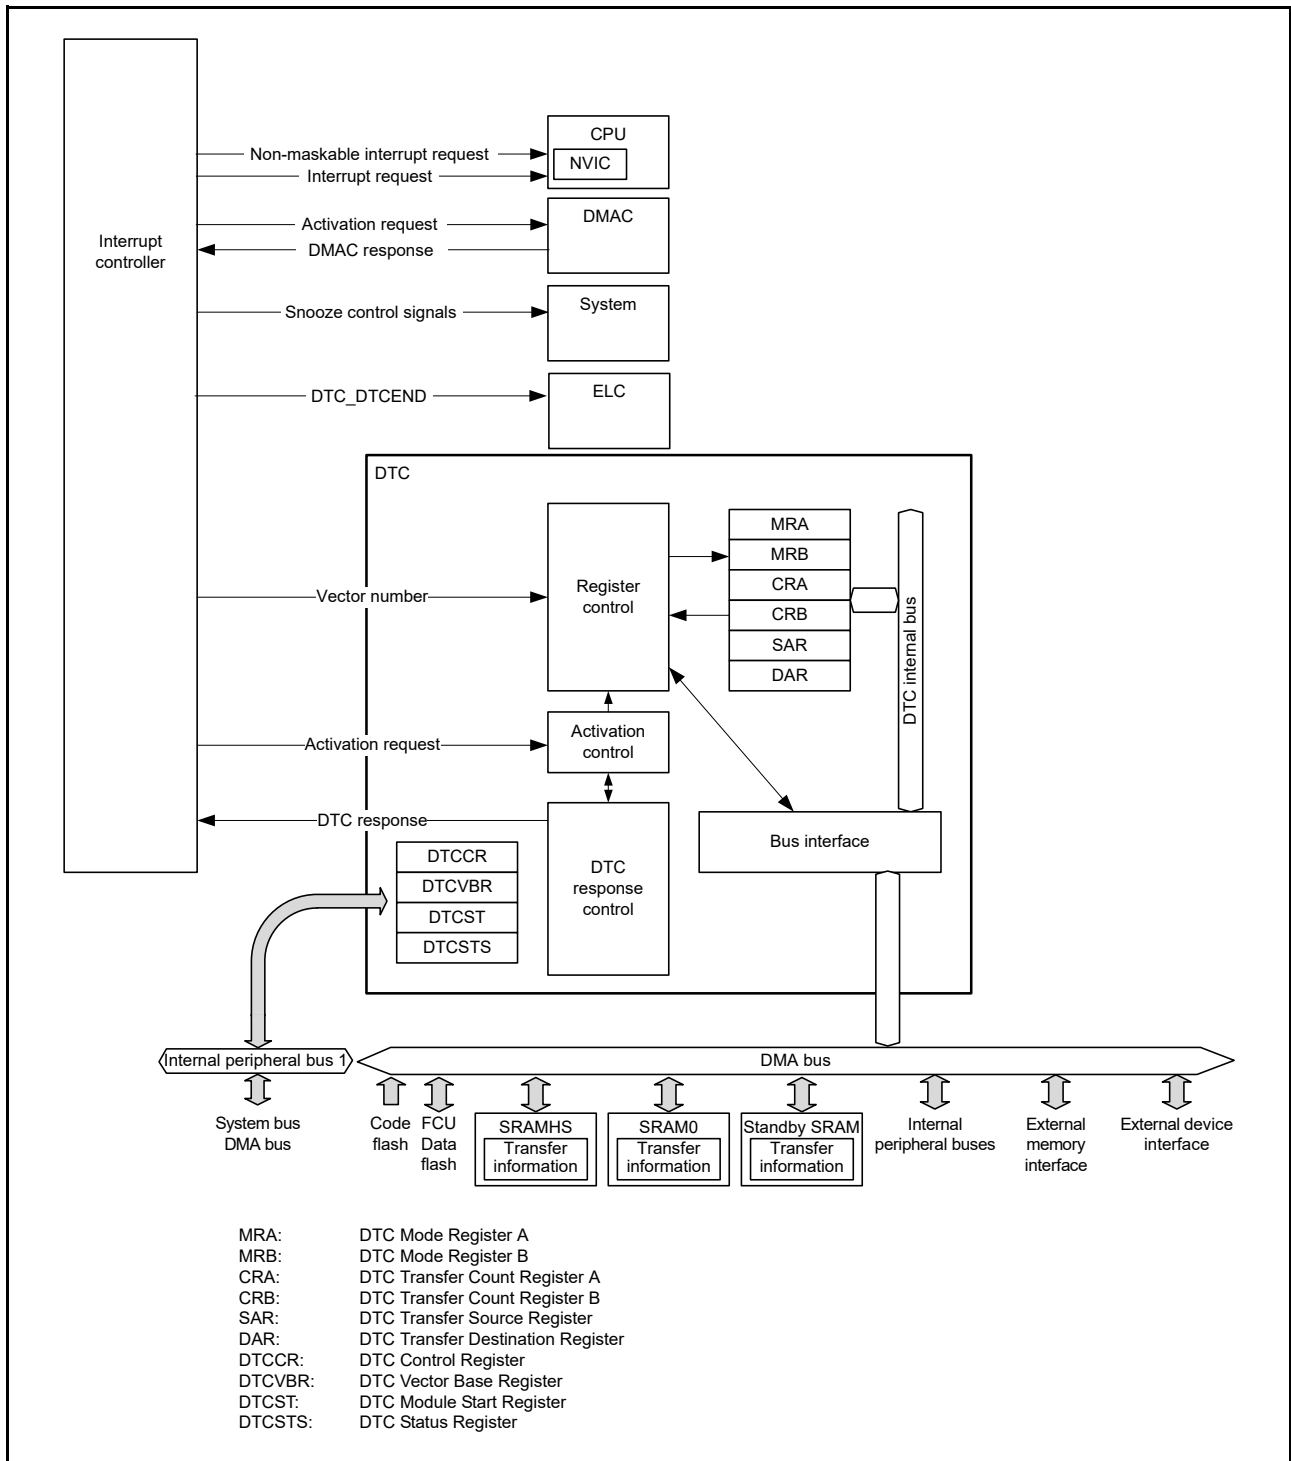 CPU
NVIC
Non-maskable interrupt request
Interrupt request
DMAC
Activation request
DMAC response
Interrupt
controller
System
Snooze control signals
ELC
DTC_DTCEND
DTC
MRA
MRB
CRA
CRB
SAR
DAR
Register
control
Vector number
DTC internal bus
Activation
control
Activation request
DTC response
Bus interface
DTC
response
control
DTCCR
DTCVBR
DTCST
DTCSTS
Internal peripheral bus 1
DMA bus
System bus
DMA bus
Code
flash
FCU
Data
flash
SRAMHS
Transfer
information
SRAM0
Transfer
information
Standby SRAM
Transfer
information
Internal
peripheral buses
External
memory
interface
External device
interface
MRA: DTC Mode Register A
MRB: DTC Mode Register B
CRA: DTC Transfer Count Register A
CRB: DTC Transfer Count Register B
SAR: DTC Transfer Source Register
DAR: DTC Transfer Destination Register
DTCCR: DTC Control Register
DTCVBR: DTC Vector Base Register
DTCST: DTC Module Start Register
DTCSTS: DTC Status Register